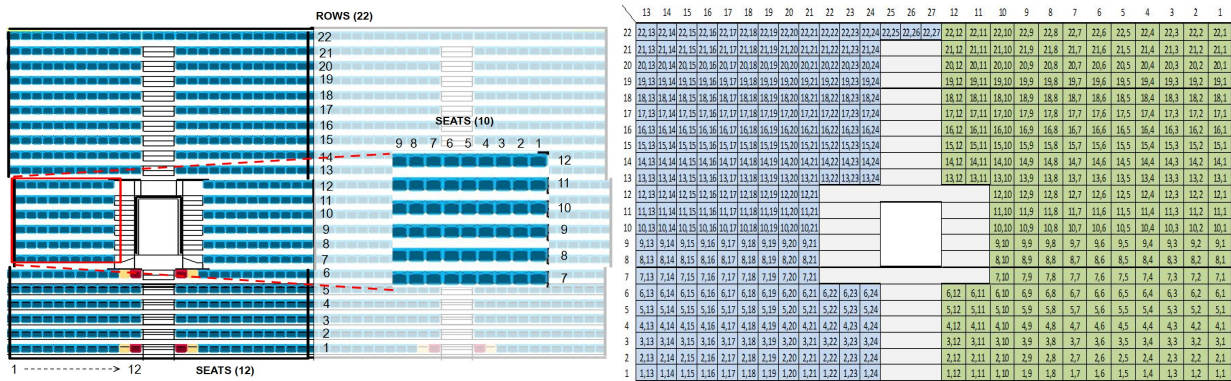 ROWS (22)
22
21
20
19
18
17
16
15
14
13
12
11
10
9
8
7
6
5
4
3
2
1
SEATS (10)
9 8 7 6 5 4 3 2 1
12
11
10
9
8
7
1 12 SEATS (12)
13 14 15 16 17 18 19 20 21 22 23 24 25 26 27 12 11 10 9 8 7 6 5 4 3 2 1
22 22,13 22,14 22,15 22,16 22,17 22,18 22,19 22,20 22,21 22,22 22,23 22,24 22,25 22,26 22,27 22,12 22,11 22,10 22,9 22,8 22,7 22,6 22,5 22,4 22,3 22,2 22,1
21 21,13 21,14 21,15 21,16 21,17 21,18 21,19 21,20 21,21 21,22 21,23 21,24 21,12 21,11 21,10 21,9 21,8 21,7 21,6 21,5 21,4 21,3 21,2 21,1
20 20,13 20,14 20,15 20,16 20,17 20,18 20,19 20,20 20,21 20,22 20,23 20,24 20,12 20,11 20,10 20,9 20,8 20,7 20,6 20,5 20,4 20,3 20,2 20,1
19 19,13 19,14 19,15 19,16 19,17 19,18 19,19 19,20 19,21 19,22 19,23 19,24 19,12 19,11 19,10 19,9 19,8 19,7 19,6 19,5 19,4 19,3 19,2 19,1
18 18,13 18,14 18,15 18,16 18,17 18,18 18,19 18,20 18,21 18,22 18,23 18,24 18,12 18,11 18,10 18,9 18,8 18,7 18,6 18,5 18,4 18,3 18,2 18,1
17 17,13 17,14 17,15 17,16 17,17 17,18 17,19 17,20 17,21 17,22 17,23 17,24 17,12 17,11 17,10 17,9 17,8 17,7 17,6 17,5 17,4 17,3 17,2 17,1
16 16,13 16,14 16,15 16,16 16,17 16,18 16,19 16,20 16,21 16,22 16,23 16,24 16,12 16,11 16,10 16,9 16,8 16,7 16,6 16,5 16,4 16,3 16,2 16,1
15 15,13 15,14 15,15 15,16 15,17 15,18 15,19 15,20 15,21 15,22 15,23 15,24 15,12 15,11 15,10 15,9 15,8 15,7 15,6 15,5 15,4 15,3 15,2 15,1
14 14,13 14,14 14,15 14,16 14,17 14,18 14,19 14,20 14,21 14,22 14,23 14,24 14,12 14,11 14,10 14,9 14,8 14,7 14,6 14,5 14,4 14,3 14,2 14,1
13 13,13 13,14 13,15 13,16 13,17 13,18 13,19 13,20 13,21 13,22 13,23 13,24 13,12 13,11 13,10 13,9 13,8 13,7 13,6 13,5 13,4 13,3 13,2 13,1
12 12,13 12,14 12,15 12,16 12,17 12,18 12,19 12,20 12,21 12,10 12,9 12,8 12,7 12,6 12,5 12,4 12,3 12,2 12,1
11 11,13 11,14 11,15 11,16 11,17 11,18 11,19 11,20 11,21 11,10 11,9 11,8 11,7 11,6 11,5 11,4 11,3 11,2 11,1
10 10,13 10,14 10,15 10,16 10,17 10,18 10,19 10,20 10,21 10,10 10,9 10,8 10,7 10,6 10,5 10,4 10,3 10,2 10,1
9 9,13 9,14 9,15 9,16 9,17 9,18 9,19 9,20 9,21 9,10 9,9 9,8 9,7 9,6 9,5 9,4 9,3 9,2 9,1
8 8,13 8,14 8,15 8,16 8,17 8,18 8,19 8,20 8,21 8,10 8,9 8,8 8,7 8,6 8,5 8,4 8,3 8,2 8,1
7 7,13 7,14 7,15 7,16 7,17 7,18 7,19 7,20 7,21 7,10 7,9 7,8 7,7 7,6 7,5 7,4 7,3 7,2 7,1
6 6,13 6,14 6,15 6,16 6,17 6,18 6,19 6,20 6,21 6,22 6,23 6,24 6,12 6,11 6,10 6,9 6,8 6,7 6,6 6,5 6,4 6,3 6,2 6,1
5 5,13 5,14 5,15 5,16 5,17 5,18 5,19 5,20 5,21 5,22 5,23 5,24 5,12 5,11 5,10 5,9 5,8 5,7 5,6 5,5 5,4 5,3 5,2 5,1
4 4,13 4,14 4,15 4,16 4,17 4,18 4,19 4,20 4,21 4,22 4,23 4,24 4,12 4,11 4,10 4,9 4,8 4,7 4,6 4,5 4,4 4,3 4,2 4,1
3 3,13 3,14 3,15 3,16 3,17 3,18 3,19 3,20 3,21 3,22 3,23 3,24 3,12 3,11 3,10 3,9 3,8 3,7 3,6 3,5 3,4 3,3 3,2 3,1
2 2,13 2,14 2,15 2,16 2,17 2,18 2,19 2,20 2,21 2,22 2,23 2,24 2,12 2,11 2,10 2,9 2,8 2,7 2,6 2,5 2,4 2,3 2,2 2,1
1 1,13 1,14 1,15 1,16 1,17 1,18 1,19 1,20 1,21 1,22 1,23 1,24 1,12 1,11 1,10 1,9 1,8 1,7 1,6 1,5 1,4 1,3 1,2 1,1